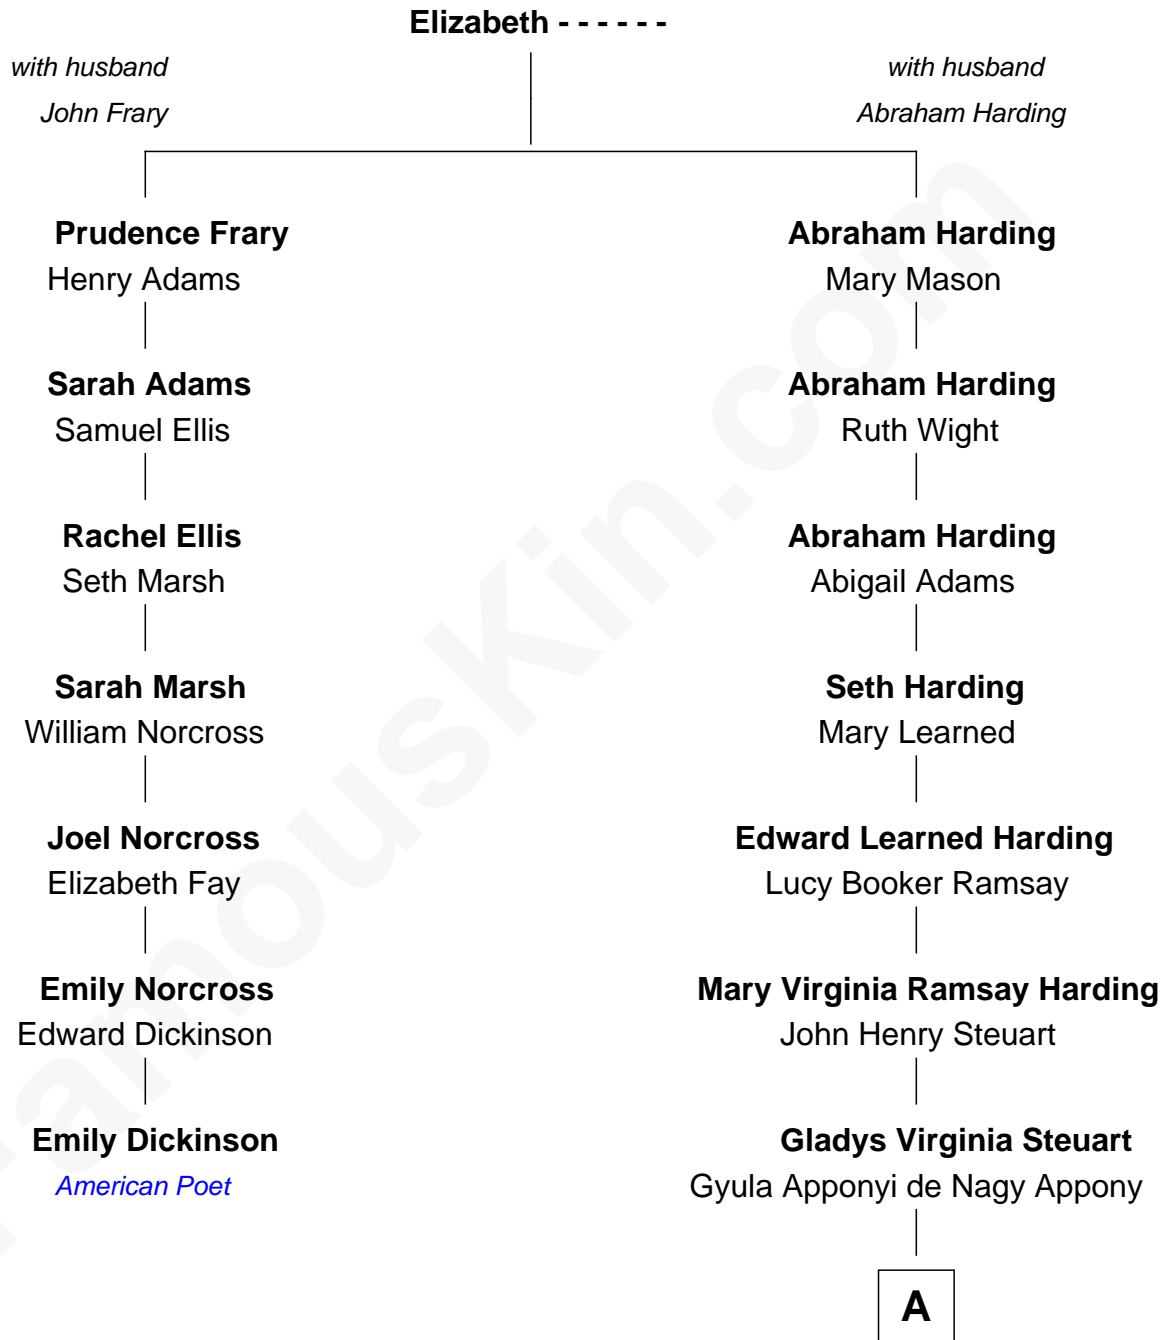 Elizabeth - - - - - -
with husband
John Frary
with husband
Abraham Harding
Prudence Frary
Henry Adams
Abraham Harding
Mary Mason
Sarah Adams
Samuel Ellis
Abraham Harding
Ruth Wight
Rachel Ellis
Seth Marsh
Abraham Harding
Abigail Adams
Sarah Marsh
William Norcross
Seth Harding
Mary Learned
Joel Norcross
Elizabeth Fay
Edward Learned Harding
Lucy Booker Ramsay
Emily Norcross
Edward Dickinson
Mary Virginia Ramsay Harding
John Henry Steuart
Emily Dickinson
American Poet
Gladys Virginia Steuart
Gyula Apponyi de Nagy Appony
A
FamousKin.com